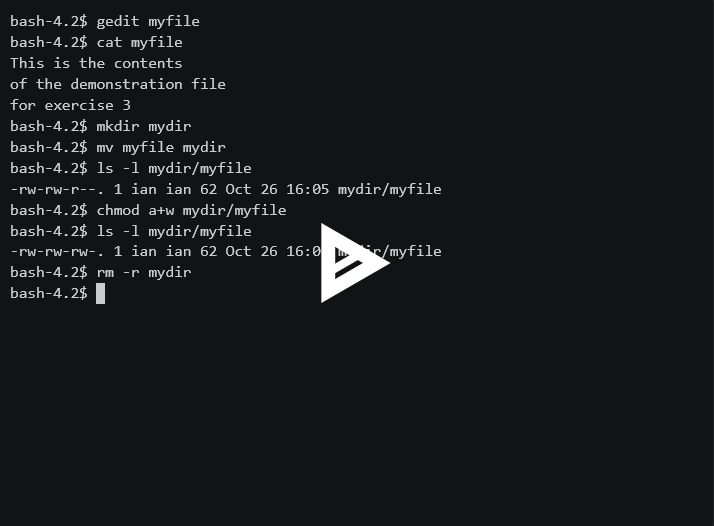 bash-4.2$ gedit myfile
bash-4.2$ cat myfile
This is the contents
of the demonstration file
for exercise 3
bash-4.2$ mkdir mydir
bash-4.2$ mv myfile mydir
bash-4.2$ ls -l mydir/myfile
-rw-rw-r--. 1 ian ian 62 Oct 26 16:05 mydir/myfile
bash-4.2$ chmod a+w mydir/myfile
bash-4.2$ ls -l mydir/myfile
-rw-rw-rw-. 1 ian ian 62 Oct 26 mydir/myfile
bash-4.2$ rm -r mydir
bash-4.2$